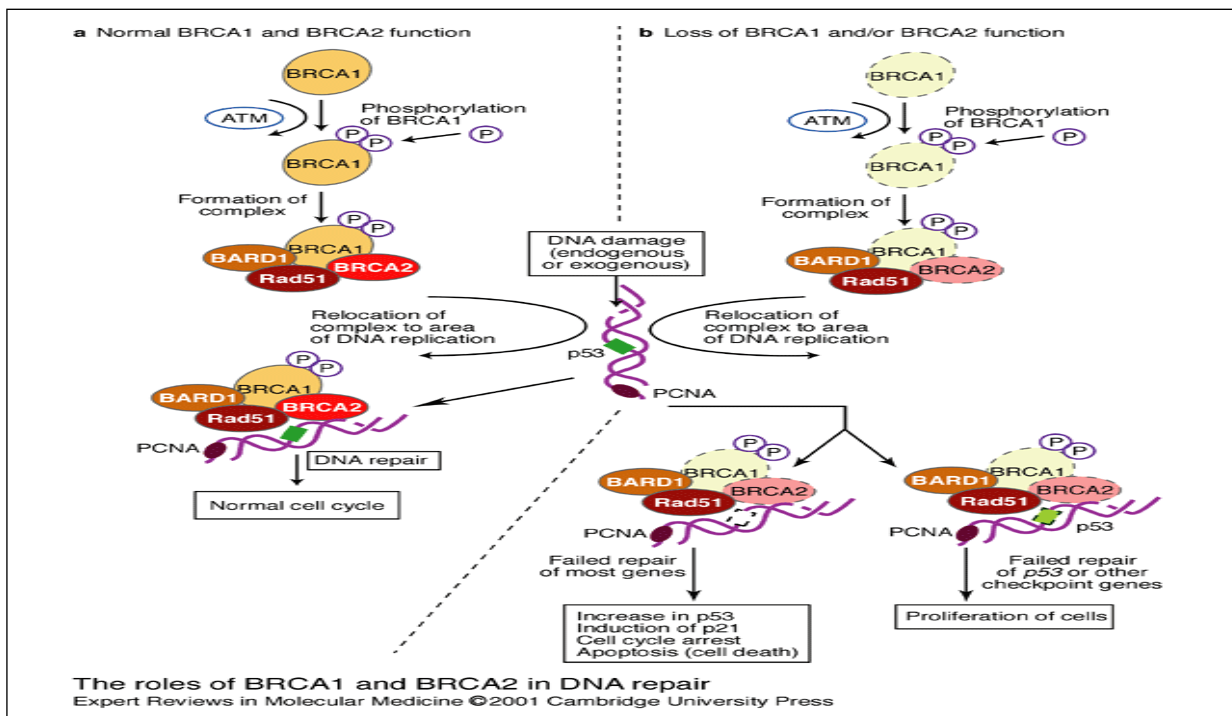 a Normal BRCA1 and BRCA2 function
BRCA1
ATM
Phosphorylation
of BRCA1
P
P
P
BRCA1
Formation of
complex
P
P
BRCA1
BARD1
BRCA2
Rad51
Relocation of
complex to area
of DNA replication
P
P
BRCA1
BARD1
BRCA2
Rad51
PCNA
DNA repair
Normal cell cycle
DNA damage
(endogenous
or exogenous)
p53
PCNA
b Loss of BRCA1 and/or BRCA2 function
BRCA1
ATM
Phosphorylation
of BRCA1
P
P
P
BRCA1
Formation of
complex
P
P
BRCA1
BARD1
BRCA2
Rad51
Relocation of
complex to area
of DNA replication
P
P
BRCA1
BARD1
BRCA2
Rad51
PCNA
Failed repair
of most genes
Increase in p53
Induction of p21
Cell cycle arrest
Apoptosis (cell death)
P
P
BRCA1
BARD1
BRCA2
Rad51
p53
PCNA
Failed repair
of p53 or other
checkpoint genes
Proliferation of cells
The roles of BRCA1 and BRCA2 in DNA repair
Expert Reviews in Molecular Medicine ©2001 Cambridge University Press